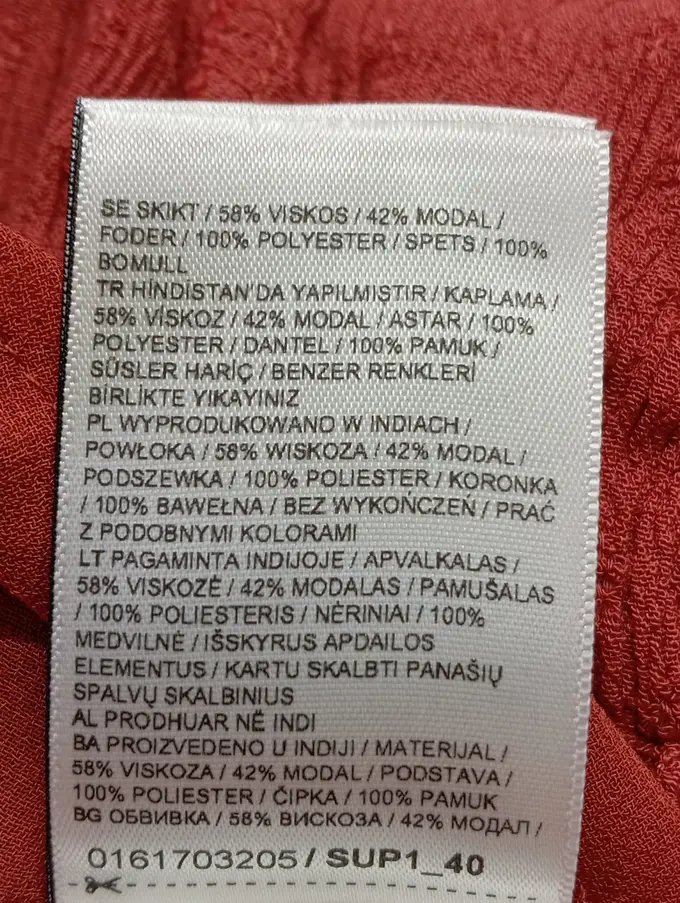 SE SKIKT / 58% VISKOS / 42% MODAL /
FODER / 100% POLYESTER / SPETS / 100%
BOMULL
TR HİNDİSTAN'DA YAPILMISTIR / KAPLAMA /
58% VİSKOZ / 42% MODAL / ASTAR / 100%
POLYESTER / DANTEL / 100% PAMUK /
SÜSLER HARİÇ / BENZER RENKLERİ
BİRLİKTE YIKAYINIZ
PL WYPRODUKOWANO W INDIACH /
POWŁOKA / 58% WISKOZA / 42% MODAL /
PODSZEWKA / 100% POLIESTER / KORONKA
/ 100% BAWEŁNA / BEZ WYKOŃCZEŃ / PRAĆ
Z PODOBNYMI KOLORAMI
LT PAGAMINTA INDIJOJE / APVALKALAS /
58% VISKOZĖ / 42% MODALAS / PAMUŠALAS
/ 100% POLIESTERIS / NĖRINIAI / 100%
MEDVILNĖ / IŠSKYRUS APDAILOS
ELEMENTUS / KARTU SKALBTI PANAŠIŲ
SPALVŲ SKALBINIUS
AL PRODHUAR NË INDI
BA PROIZVEDENO U INDIJI / MATERIJAL /
58% VISKOZA / 42% MODAL / PODSTAVA /
100% POLIESTER / ČIPKA / 100% PAMUK
BG ОБВИВКА / 58% ВИСКОЗА / 42% МОДАЛ /
0161703205 / SUP1_40